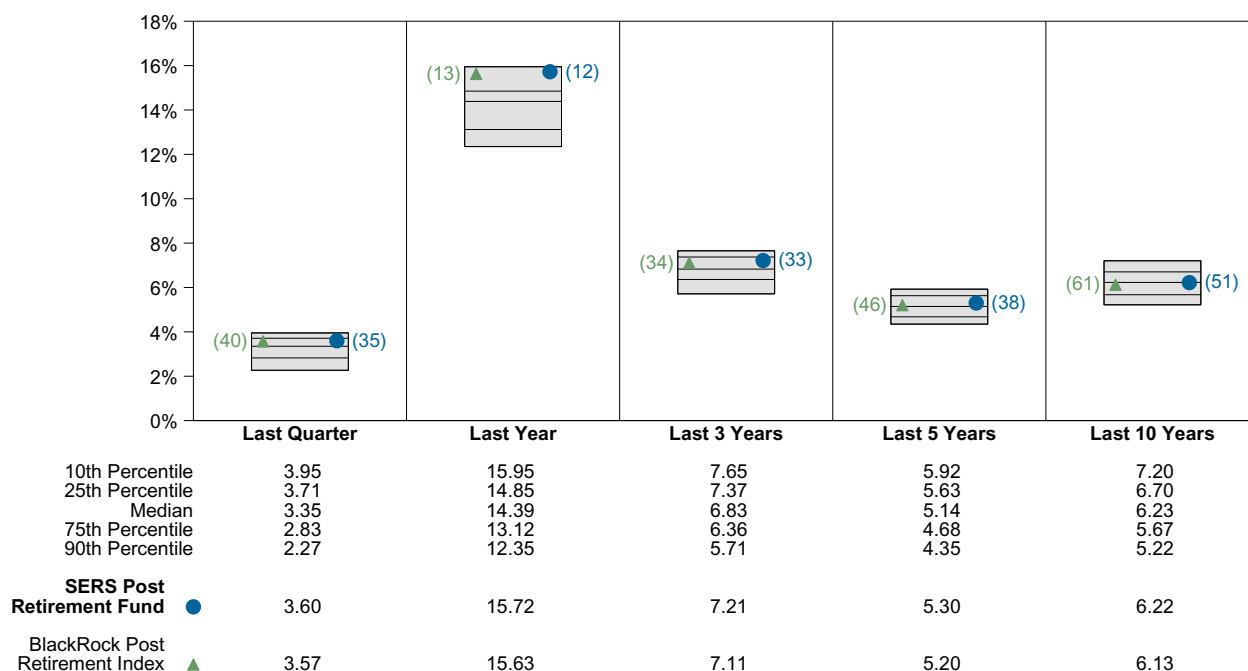 18%
16%
14%
12%
10%
8%
6%
4%
2%
0%
(13) (12)
(34) (33)
(46) (38)
(61) (51)
(40) (35)
Last Quarter Last Year Last 3 Years Last 5 Years Last 10 Years
10th Percentile 3.95 15.95 7.65 5.92 7.20
25th Percentile 3.71 14.85 7.37 5.63 6.70
Median 3.35 14.39 6.83 5.14 6.23
75th Percentile 2.83 13.12 6.36 4.68 5.67
90th Percentile 2.27 12.35 5.71 4.35 5.22
SERS Post
Retirement Fund 3.60 15.72 7.21 5.30 6.22
BlackRock Post
Retirement Index 3.57 15.63 7.11 5.20 6.13